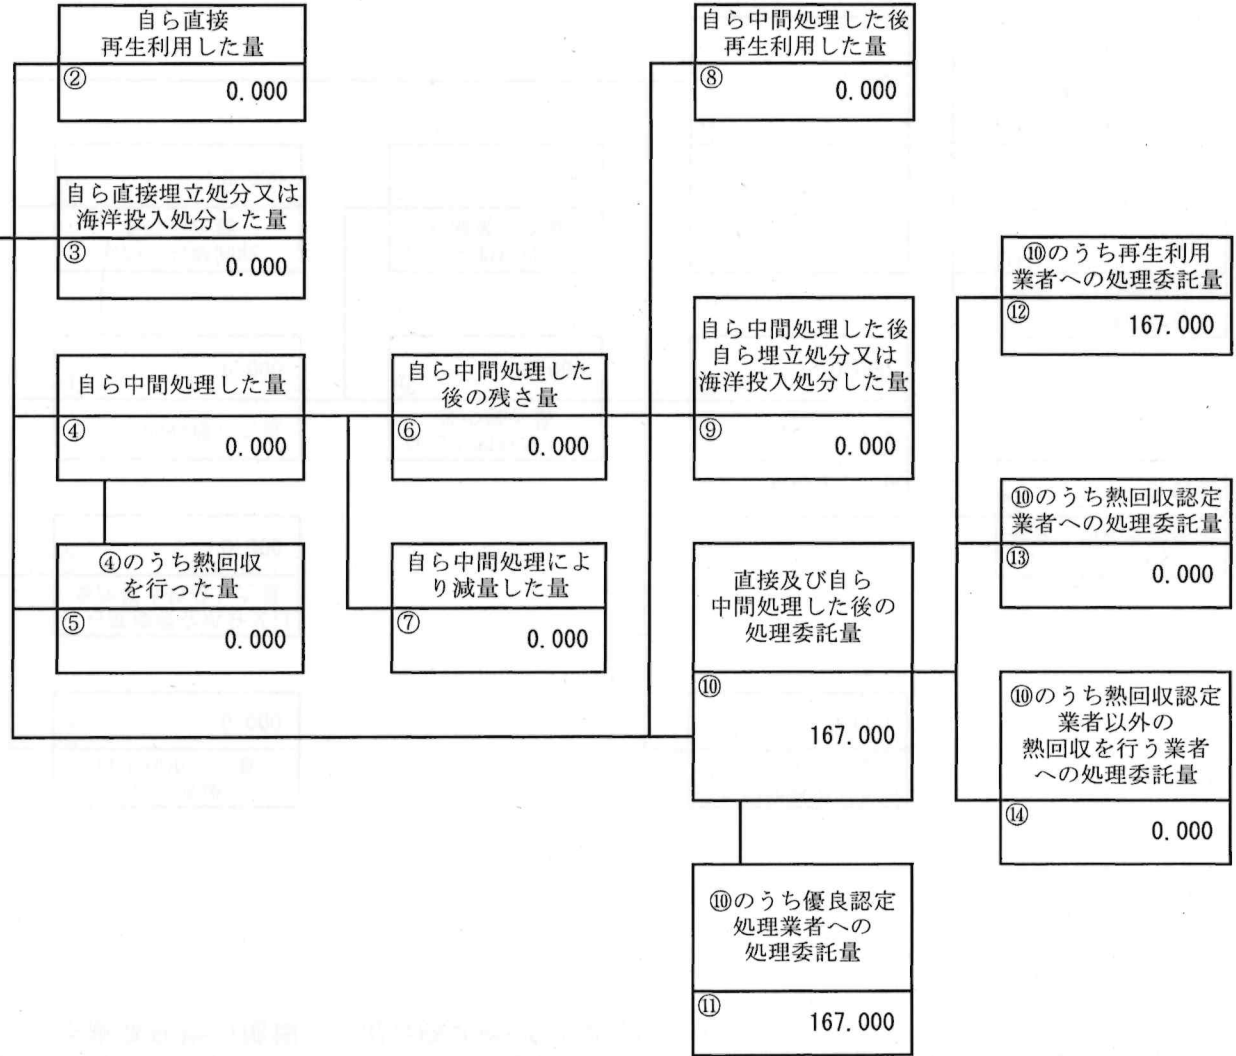 自ら直接
再生利用した量
②
0.000
自ら直接埋立処分又は
海洋投入処分した量
③
0.000
自ら中間処理した量
④
0.000
④のうち熱回収
を行った量
⑤
0.000
自ら中間処理した
後の残さ量
⑥
0.000
自ら中間処理によ
り減量した量
⑦
0.000
自ら中間処理した後
再生利用した量
⑧
0.000
自ら中間処理した後
自ら埋立処分又は
海洋投入処分した量
⑨
0.000
直接及び自ら
中間処理した後の
処理委託量
⑩
167.000
⑩のうち優良認定
処理業者への
処理委託量
⑪
167.000
⑩のうち再生利用
業者への処理委託量
⑫
167.000
⑩のうち熱回収認定
業者への処理委託量
⑬
0.000
⑩のうち熱回収認定
業者以外の
熱回収を行う業者
への処理委託量
⑭
0.000